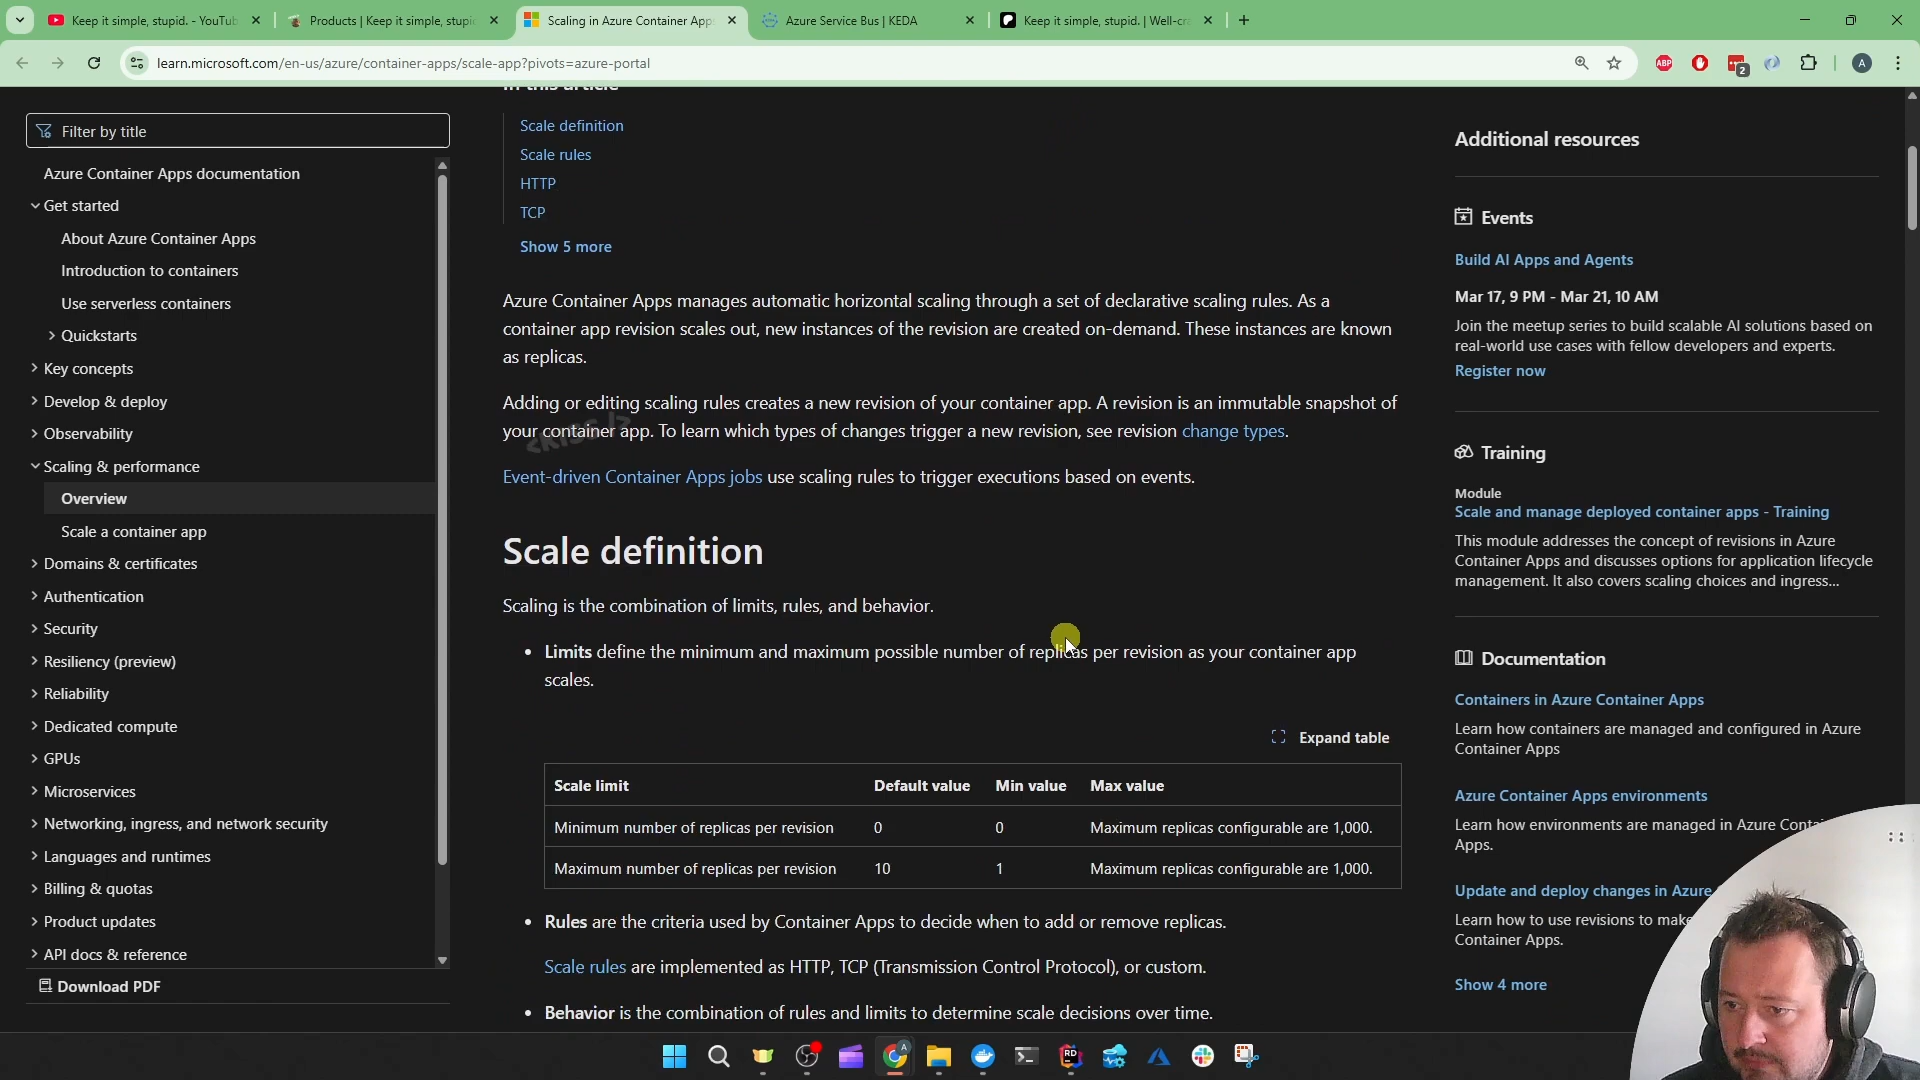 Keep it simple, stupid. - YouTub
Products | Keep it simple, stupid
Scaling in Azure Container Apps
Azure Service Bus | KEDA
Keep it simple, stupid. | Well-cra
learn.microsoft.com/en-us/azure/container-apps/scale-app?pivots=azure-portal
ABP
2
A
Filter by title
Azure Container Apps documentation
Get started
About Azure Container Apps
Introduction to containers
Use serverless containers
Quickstarts
Key concepts
Develop & deploy
Observability
Scaling & performance
Overview
Scale a container app
Domains & certificates
Authentication
Security
Resiliency (preview)
Reliability
Dedicated compute
GPUs
Microservices
Networking, ingress, and network security
Languages and runtimes
Billing & quotas
Product updates
API docs & reference
Download PDF
In this article
Scale definition
Scale rules
HTTP
TCP
Show 5 more
Azure Container Apps manages automatic horizontal scaling through a set of declarative scaling rules. As a
container app revision scales out, new instances of the revision are created on-demand. These instances are known
as replicas.
Adding or editing scaling rules creates a new revision of your container app. A revision is an immutable snapshot of
your container app. To learn which types of changes trigger a new revision, see revision change types.
<KISS />
Event-driven Container Apps jobs use scaling rules to trigger executions based on events.
Scale definition
Scaling is the combination of limits, rules, and behavior.
• Limits define the minimum and maximum possible number of replicas per revision as your container app
scales.
Expand table
Scale limit Default value Min value Max value
Minimum number of replicas per revision 0 0 Maximum replicas configurable are 1,000.
Maximum number of replicas per revision 10 1 Maximum replicas configurable are 1,000.
• Rules are the criteria used by Container Apps to decide when to add or remove replicas.
Scale rules are implemented as HTTP, TCP (Transmission Control Protocol), or custom.
• Behavior is the combination of rules and limits to determine scale decisions over time.
Additional resources
Events
Build AI Apps and Agents
Mar 17, 9 PM - Mar 21, 10 AM
Join the meetup series to build scalable AI solutions based on
real-world use cases with fellow developers and experts.
Register now
Training
Module
Scale and manage deployed container apps - Training
This module addresses the concept of revisions in Azure
Container Apps and discusses options for application lifecycle
management. It also covers scaling choices and ingress...
Documentation
Containers in Azure Container Apps
Learn how containers are managed and configured in Azure
Container Apps
Azure Container Apps environments
Learn how environments are managed in Azure Contai
Apps.
Update and deploy changes in Azure
Learn how to use revisions to make
Container Apps.
Show 4 more
A
RD